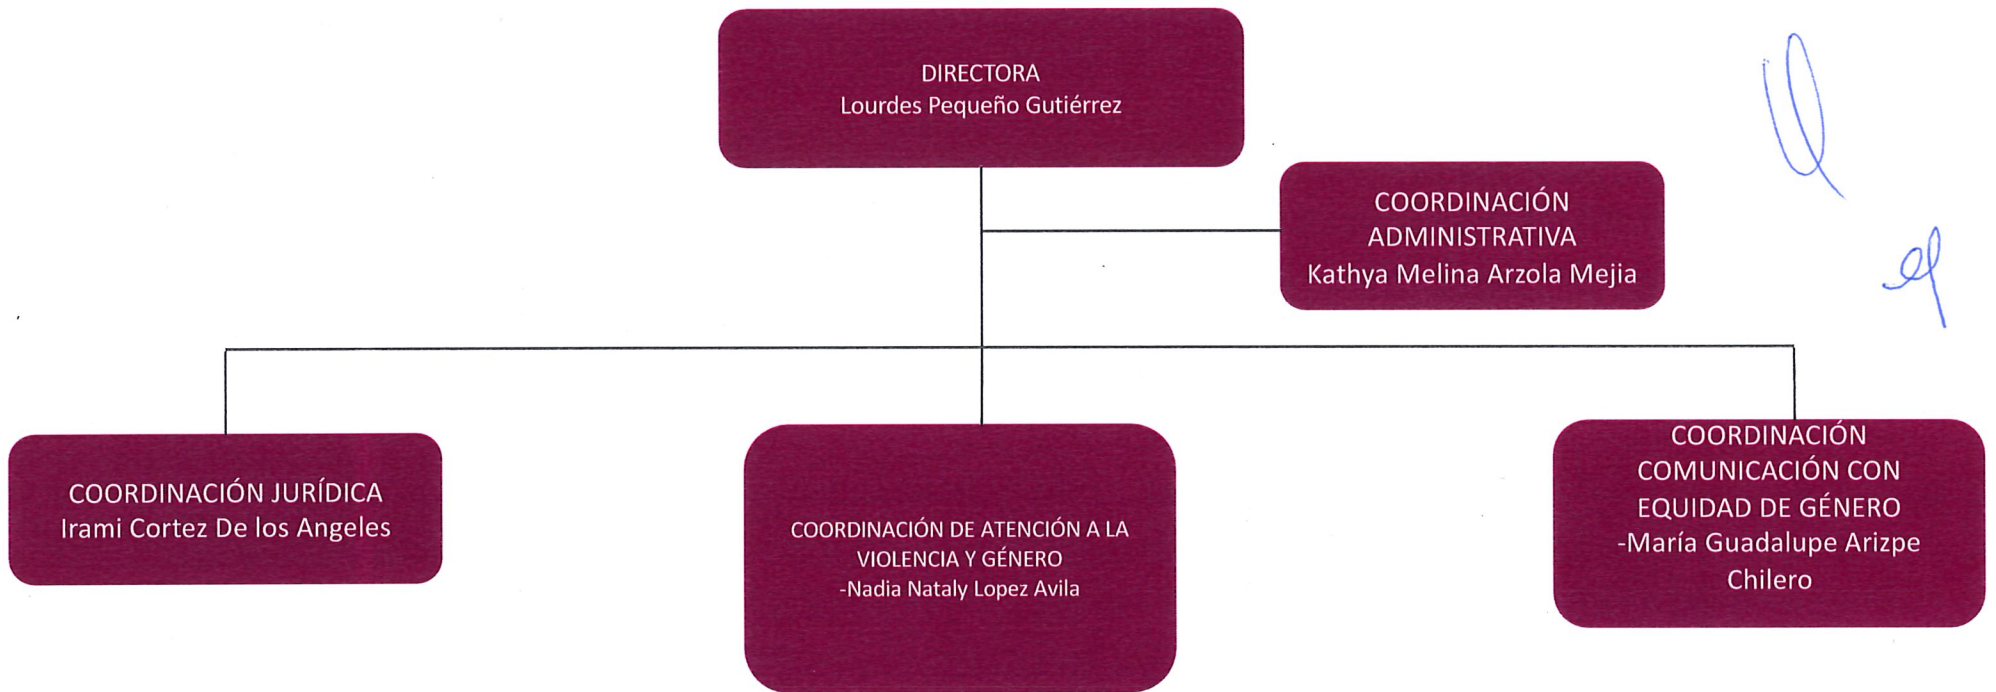 DIRECTORA
Lourdes Pequeño Gutiérrez
COORDINACIÓN
ADMINISTRATIVA
Kathya Melina Arzola Mejia
COORDINACIÓN JURÍDICA
Irami Cortez De los Angeles
COORDINACIÓN DE ATENCIÓN A LA
VIOLENCIA Y GÉNERO
-Nadia Nataly Lopez Avila
COORDINACIÓN
COMUNICACIÓN CON
EQUIDAD DE GÉNERO
-María Guadalupe Arizpe
Chilero